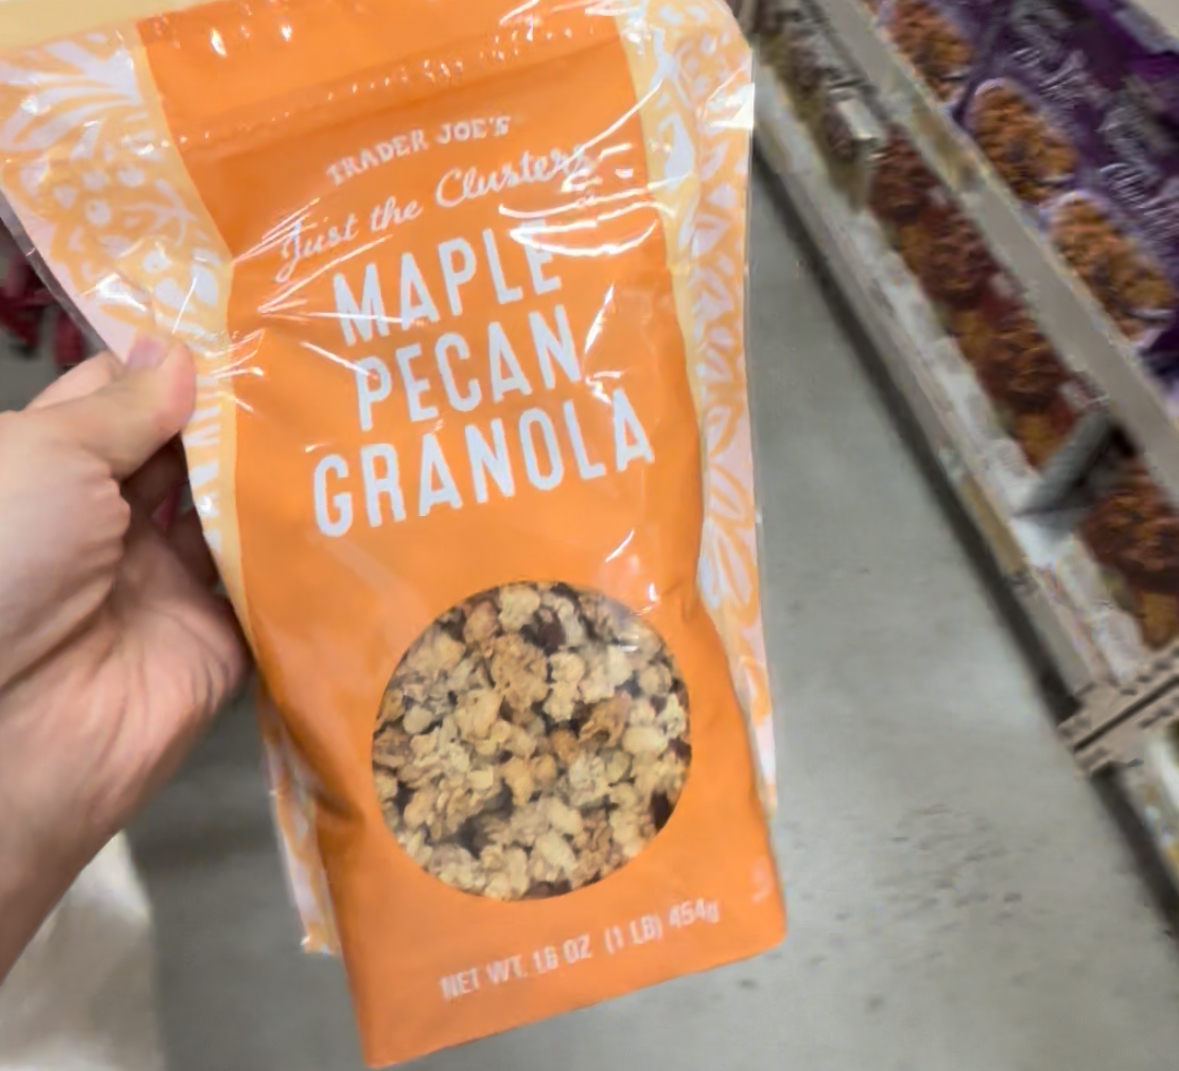 TRADER JOE'S
Just the Clusters
MAPLE
PECAN
GRANOLA
NET WT. 16 OZ (1 LB) 454g